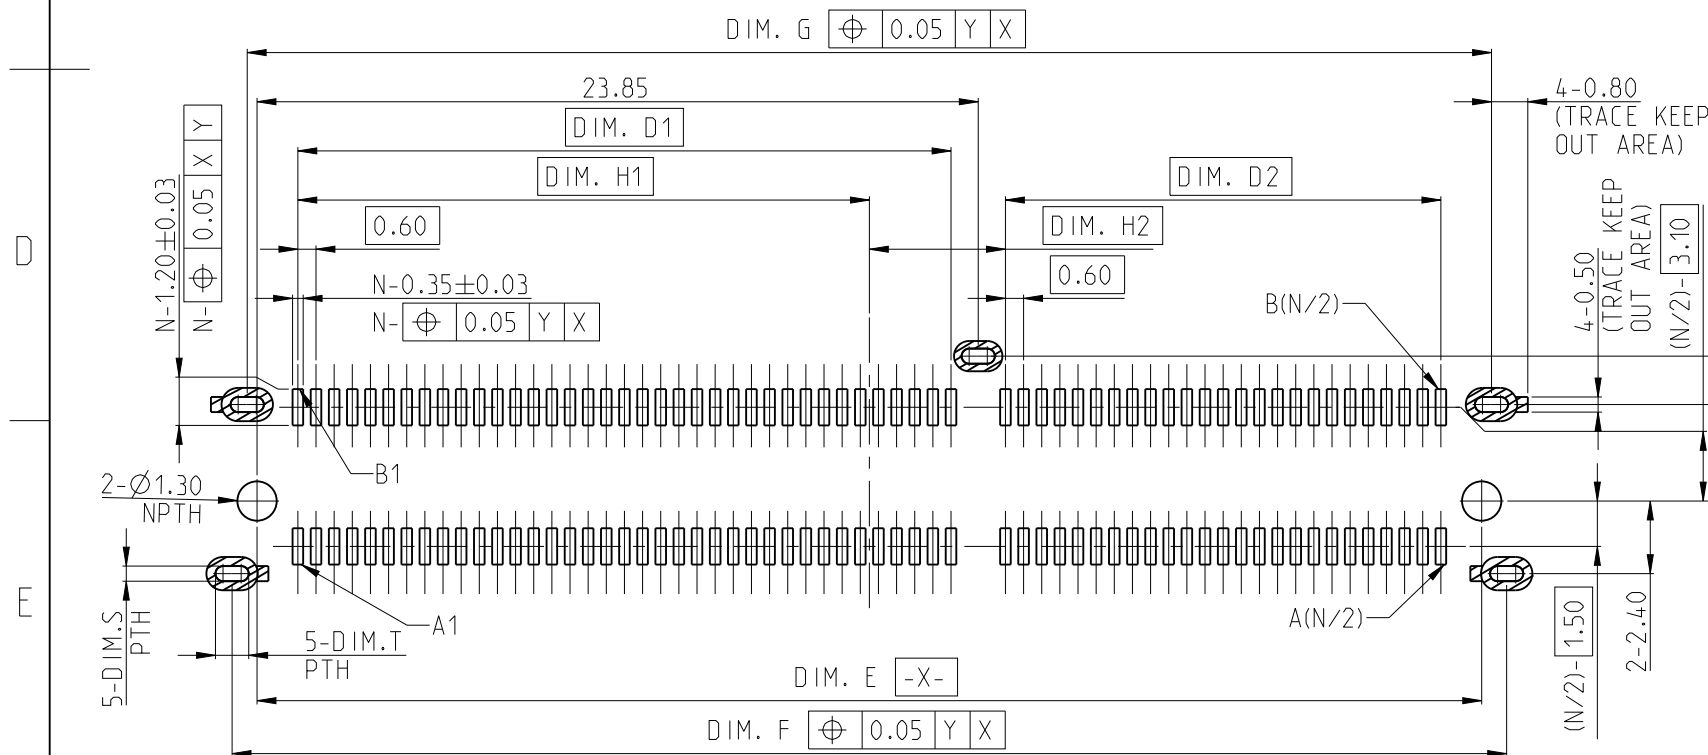 DIM. G ⌖ 0.05 Y X
23.85
4-0.80
(TRACE KEEP
OUT AREA)
DIM. D1
DIM. H1
DIM. D2
0.60
DIM. H2
0.60
N-1.20±0.03
N-⌖ 0.05 X Y
N-0.35±0.03
N-⌖ 0.05 Y X
B(N/2)
4-0.50
(TRACE KEEP
OUT AREA)
(N/2)-3.10
D
B1
2-Ø1.30
NPTH
E
A1
A(N/2)
5-DIM.S
PTH
5-DIM.T
PTH
(N/2)-1.50
2-2.40
DIM. E -X-
DIM. F ⌖ 0.05 Y X